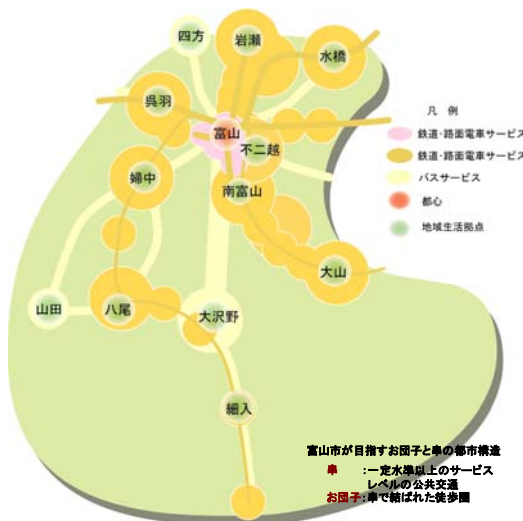 四方
岩瀬
水橋
呉羽
富山
不二越
婦中
南富山
大山
山田
八尾
大沢野
細入
凡 例
鉄道・路面電車サービス
鉄道・路面電車サービス
バスサービス
都心
地域生活拠点
富山市が目指すお団子と串の都市構造
串 :一定水準以上のサービス
レベルの公共交通
お団子:串で結ばれた徒歩圏